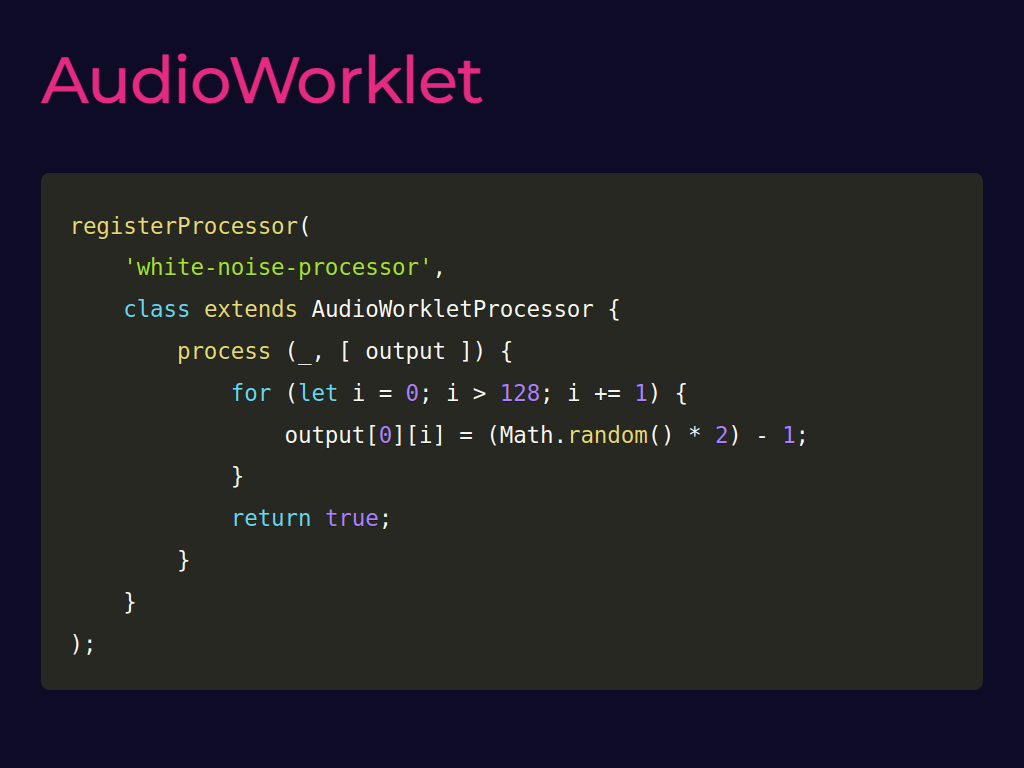 AudioWorklet
registerProcessor(
    'white-noise-processor',
    class extends AudioWorkletProcessor {
        process (_, [ output ]) {
            for (let i = 0; i > 128; i += 1) {
                output[0][i] = (Math.random() * 2) - 1;
            }
            return true;
        }
    }
);